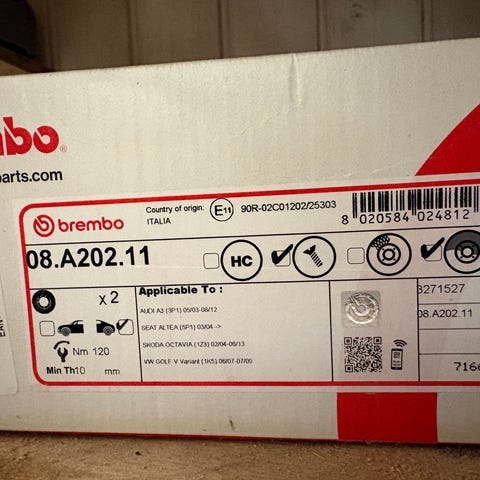 mbo®
parts.com
brembo
Country of origin:
ITALIA
E11
90R-02C01202/25303
8 020584 024812
08.A202.11
HC
x 2
Applicable To :
AUDI A3 (8P1) 05/03-08/12
SEAT ALTEA (5P1) 03/04 ->
SKODA OCTAVIA (1Z3) 02/04-06/13
VW GOLF V Variant (1K5) 06/07-07/09
Nm 120
Min Th10 mm
3271527
08.A202.11
7166